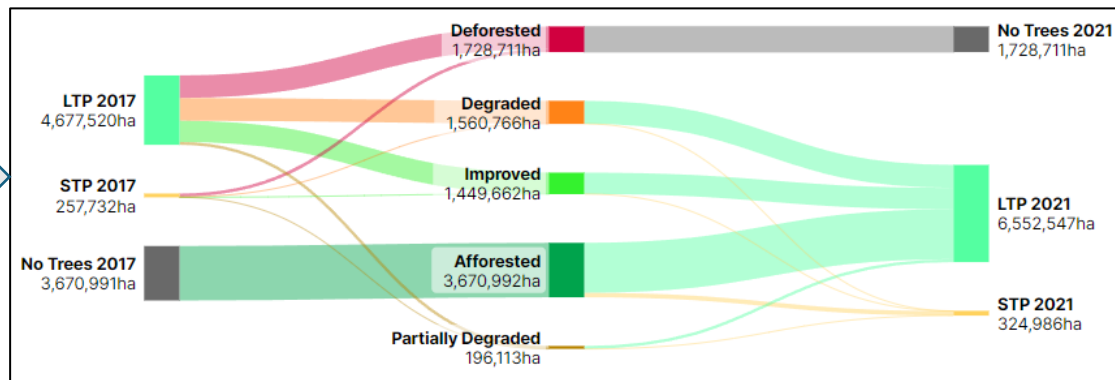 LTP 2017
4,677,520ha
STP 2017
257,732ha
No Trees 2017
3,670,991ha
Deforested
1,728,711ha
Degraded
1,560,766ha
Improved
1,449,662ha
Afforested
3,670,992ha
Partially Degraded
196,113ha
No Trees 2021
1,728,711ha
LTP 2021
6,552,547ha
STP 2021
324,986ha